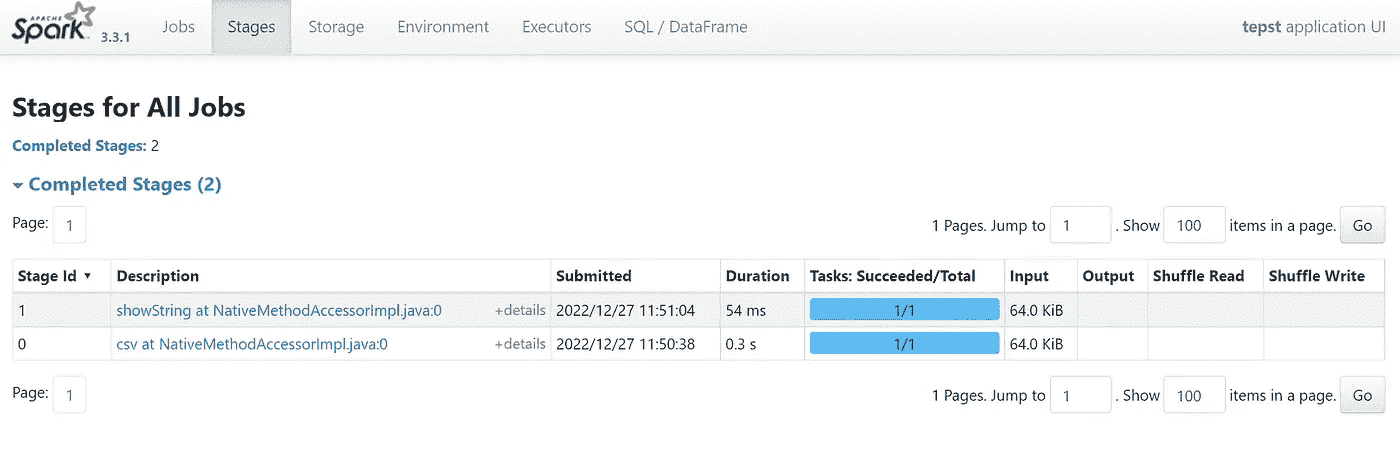 APACHE Spark 3.3.1 Jobs Stages Storage Environment Executors SQL / DataFrame tepst application UI
Stages for All Jobs
Completed Stages: 2
Completed Stages (2)
Page: 1 1 Pages. Jump to 1 . Show 100 items in a page. Go
Stage Id ▾ Description Submitted Duration Tasks: Succeeded/Total Input Output Shuffle Read Shuffle Write
1 showString at NativeMethodAccessorImpl.java:0 +details 2022/12/27 11:51:04 54 ms 1/1 64.0 KiB
0 csv at NativeMethodAccessorImpl.java:0 +details 2022/12/27 11:50:38 0.3 s 1/1 64.0 KiB
Page: 1 1 Pages. Jump to 1 . Show 100 items in a page. Go